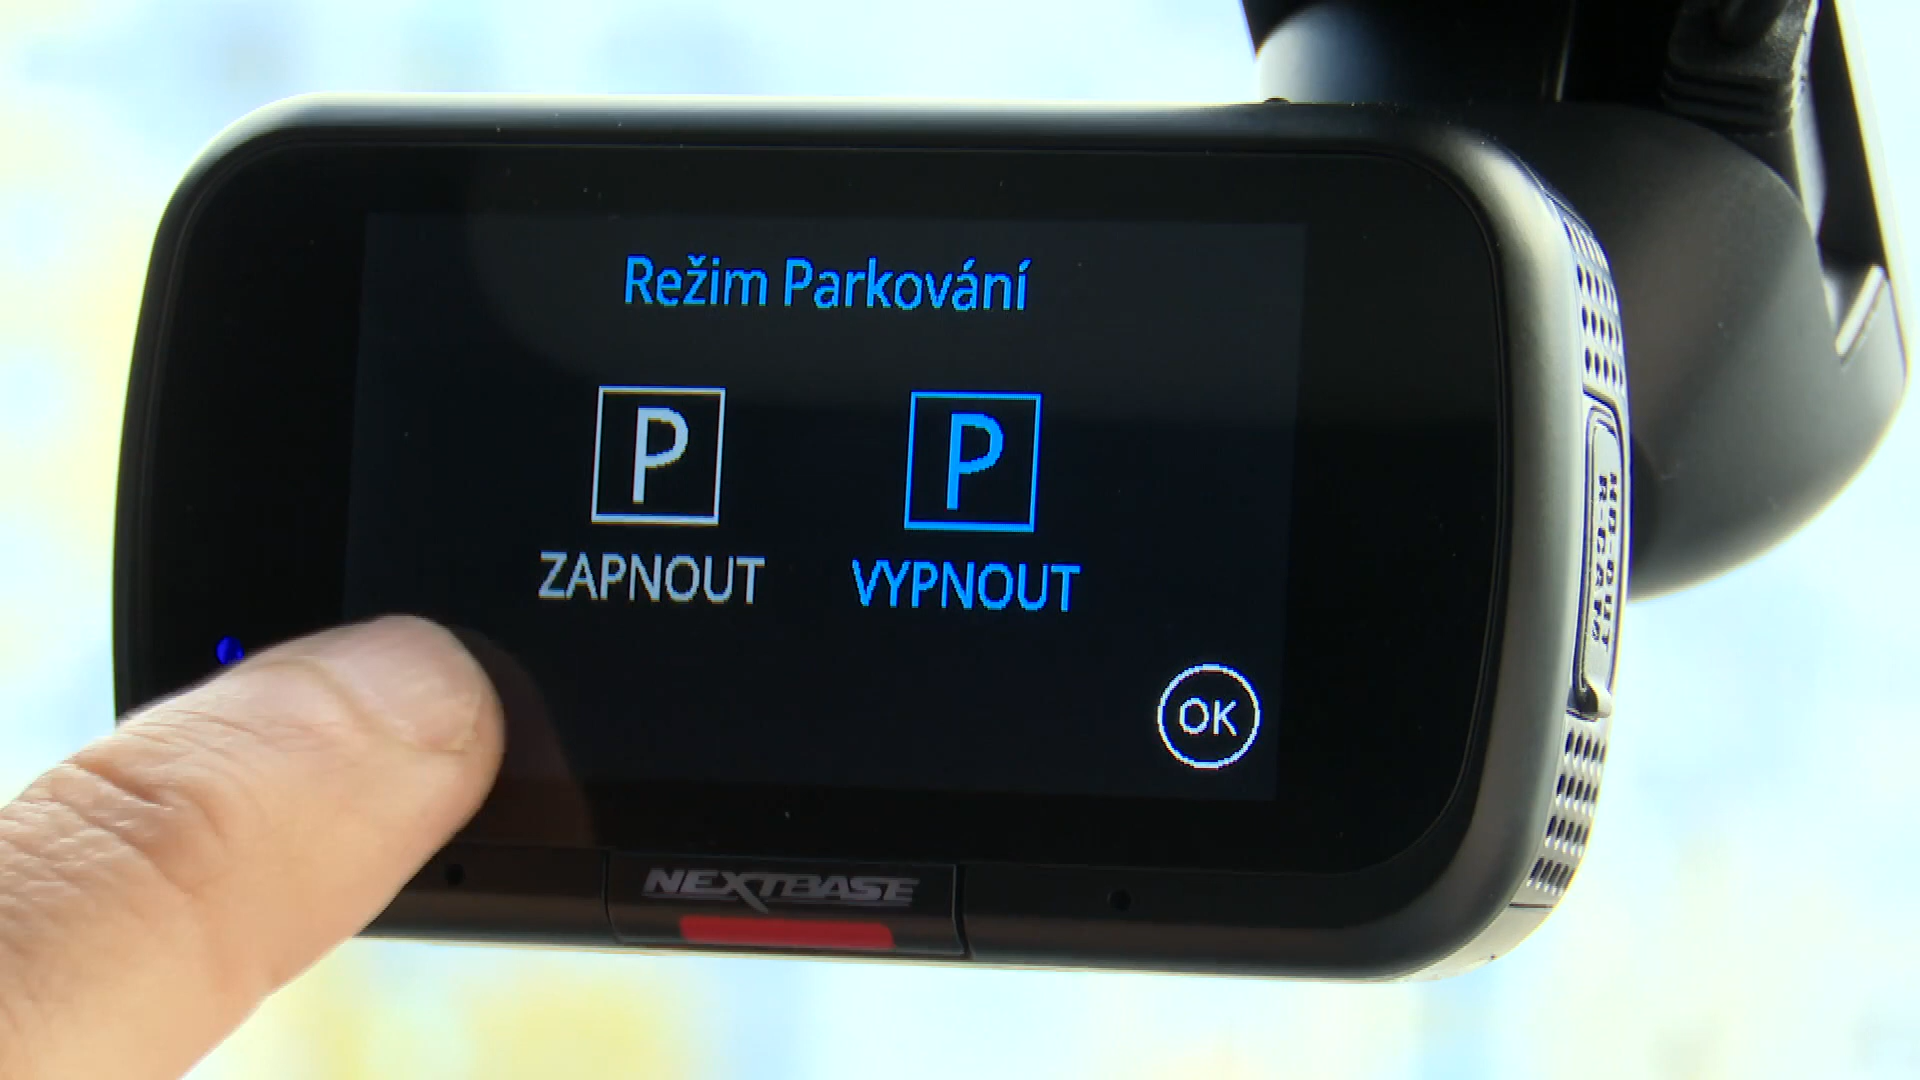 Režim Parkování
P
P
ZAPNOUT
VYPNOUT
OK
NEXTBASE